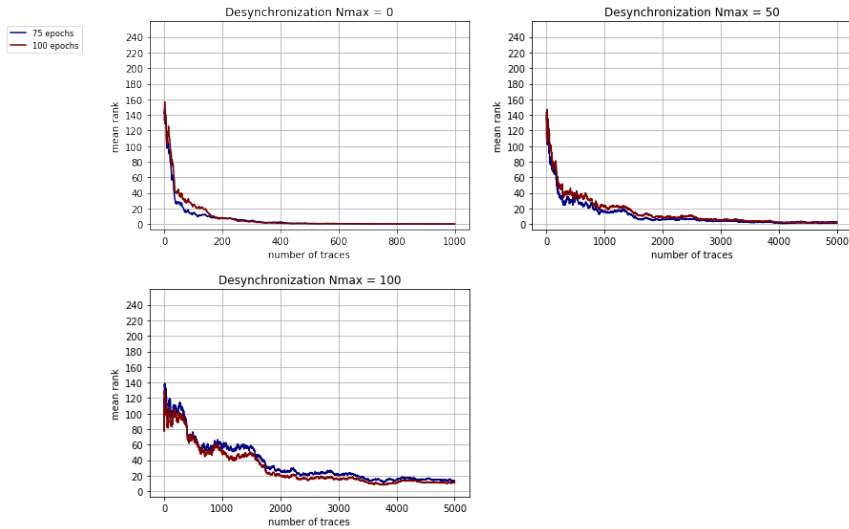 75 epochs
100 epochs
Desynchronization Nmax = 0
mean rank
240
220
200
180
160
140
120
100
80
60
40
20
0
0 200 400 600 800 1000
number of traces
Desynchronization Nmax = 50
mean rank
240
220
200
180
160
140
120
100
80
60
40
20
0
0 1000 2000 3000 4000 5000
number of traces
Desynchronization Nmax = 100
mean rank
240
220
200
180
160
140
120
100
80
60
40
20
0
0 1000 2000 3000 4000 5000
number of traces